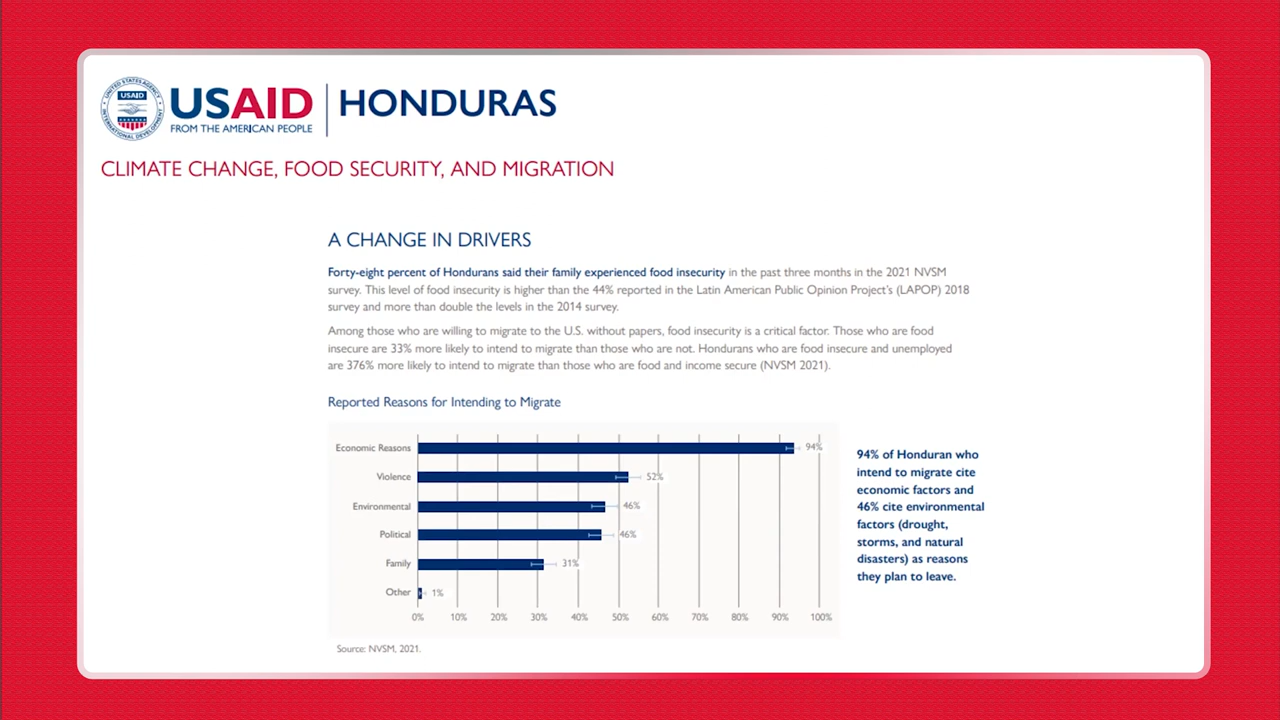 UNITED STATES AGENCY
USAID
INTERNATIONAL DEVELOPMENT
USAID
FROM THE AMERICAN PEOPLE
HONDURAS
CLIMATE CHANGE, FOOD SECURITY, AND MIGRATION
A CHANGE IN DRIVERS
Forty-eight percent of Hondurans said their family experienced food insecurity in the past three months in the 2021 NVSM
survey. This level of food insecurity is higher than the 44% reported in the Latin American Public Opinion Project's (LAPOP) 2018
survey and more than double the levels in the 2014 survey.
Among those who are willing to migrate to the U.S. without papers, food insecurity is a critical factor. Those who are food
insecure are 33% more likely to intend to migrate than those who are not. Hondurans who are food insecure and unemployed
are 376% more likely to intend to migrate than those who are food and income secure (NVSM 2021).
Reported Reasons for Intending to Migrate
Economic Reasons 94%
Violence 52%
Environmental 46%
Political 46%
Family 31%
Other 1%
0% 10% 20% 30% 40% 50% 60% 70% 80% 90% 100%
94% of Honduran who
intend to migrate cite
economic factors and
46% cite environmental
factors (drought,
storms, and natural
disasters) as reasons
they plan to leave.
Source: NVSM, 2021.